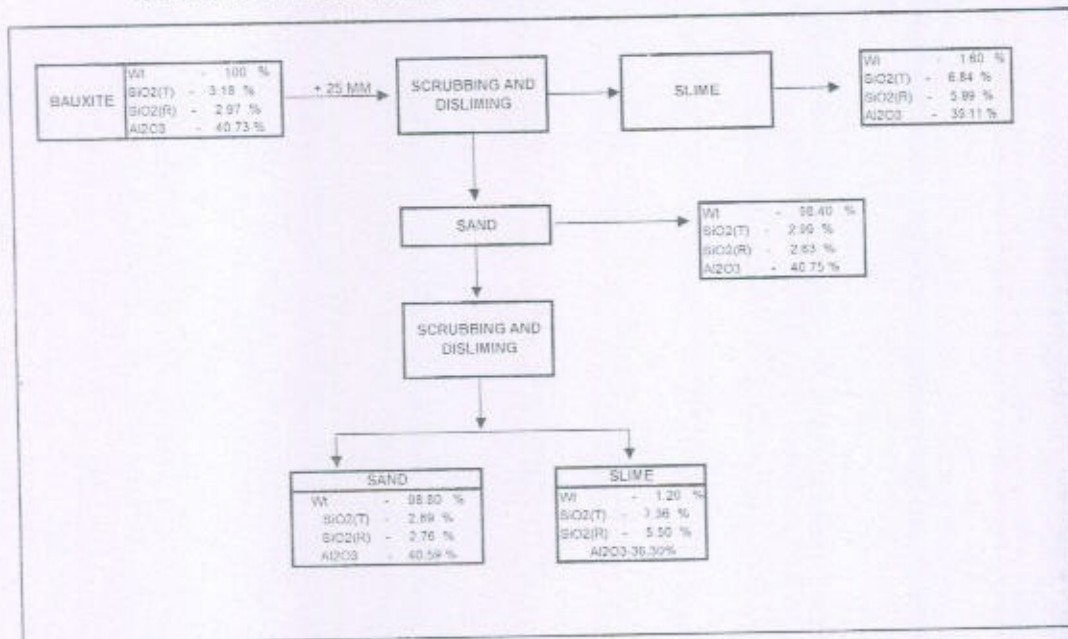 BAUXITE
Wt - 100 %
SiO2(T) - 3.18 %
SiO2(R) - 2.97 %
Al2O3 - 40.73 %
+ 25 MM
SCRUBBING AND
DISLIMING
SLIME
Wt - 1.60 %
SiO2(T) - 6.84 %
SiO2(R) - 5.99 %
Al2O3 - 39.11 %
SAND
Wt - 98.40 %
SiO2(T) - 2.99 %
SiO2(R) - 2.63 %
Al2O3 - 40.75 %
SCRUBBING AND
DISLIMING
SAND
Wt - 98.80 %
SiO2(T) - 2.89 %
SiO2(R) - 2.76 %
Al2O3 - 40.59 %
SLIME
Wt - 1.20 %
SiO2(T) - %
SiO2(R) - 5.50 %
Al2O3-36.30%